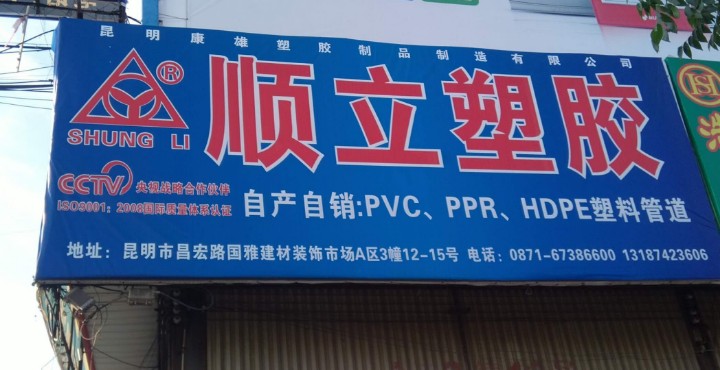 昆明康雄塑胶制品制造有限公司
®
SHUNG LI
顺立塑胶
CCTV 央视战略合作伙伴
ISO9001：2008国际质量体系认证
自产自销:PVC、PPR、HDPE塑料管道
地址：昆明市昌宏路国雅建材装饰市场A区3幢12-15号 电话：0871-67386600 13187423606